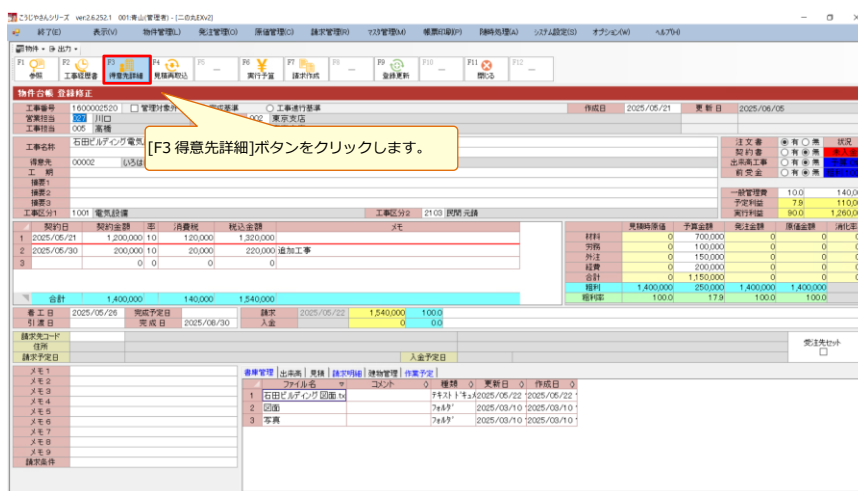 こうじやさんシリーズ ver.2.6.252.1 001:青山(管理者) - [二の丸EXv2]
終了(E) 表示(V) 物件管理(L) 発注管理(O) 原価管理(C) 請求管理(R) マスタ管理(M) 帳票印刷(P) 随時処理(A) システム設定(S) オプション(W) ヘルプ(H)
物件 出力
F1 F2 F3 F4 F5 F6 F7 F8 F9 F10 F11 F12
参照 工事経歴書 得意先詳細 見積再取込 実行予算 請求作成 登録更新 閉じる
物件台帳 登録修正
工事番号 1600002520 管理対象外 完成基準 工事進行基準 作成日 2025/05/21 更新日 2025/06/05
営業担当 027 川口 002 東京支店
工事担当 005 高橋
[F3 得意先詳細]ボタンをクリックします。
工事名称 石田ビルディング電気
注文書 有 無 状況
契約書 有 無
得意先 00002 いろは
出来高工事 有 無
工期 前受金 有 無
摘要1
摘要2 一般管理費 10.0 140,00
摘要3 予定利益 7.9 110,0
工事区分1 1001 電気設備 工事区分2 2103 民間 元請 実行利益 90.0 1,260,0
契約日 契約金額 率 消費税 税込金額 メモ
1 2025/05/21 1,200,000 10 120,000 1,320,000
2 2025/05/30 200,000 10 20,000 220,000 追加工事
3 0 0 0 0
合計 1,400,000 140,000 1,540,000
見積時原価 予算金額 発注金額 原価金額 消化率
材料 0 700,000 0 0 0
労務 0 100,000 0 0 0
外注 0 150,000 0 0 0
経費 0 200,000 0 0 0
合計 0 1,150,000 0 0 0
粗利 1,400,000 250,000 1,400,000 1,400,000
粗利率 100.0 17.9 100.0 100.0
着工日 2025/05/26 完成予定日 請求 2025/05/22 1,540,000 100.0
引渡日 完成日 2025/08/30 入金 0 0.0
請求先コード
住所
請求予定日 入金予定日
受注先セット
メモ1
メモ2
メモ3
メモ4
メモ5
メモ6
メモ7
メモ8
メモ9
請求条件
書庫管理 出来高 見積 請求明細 建物管理 作業予定
ファイル名 コメント 種類 更新日 作成日
1 石田ビルディング 図面 tx テキスト ドキュメ 2025/05/22 2025/05/22
2 図面 フォルダ 2025/03/10 2025/03/10
3 写真 フォルダ 2025/03/10 2025/03/10